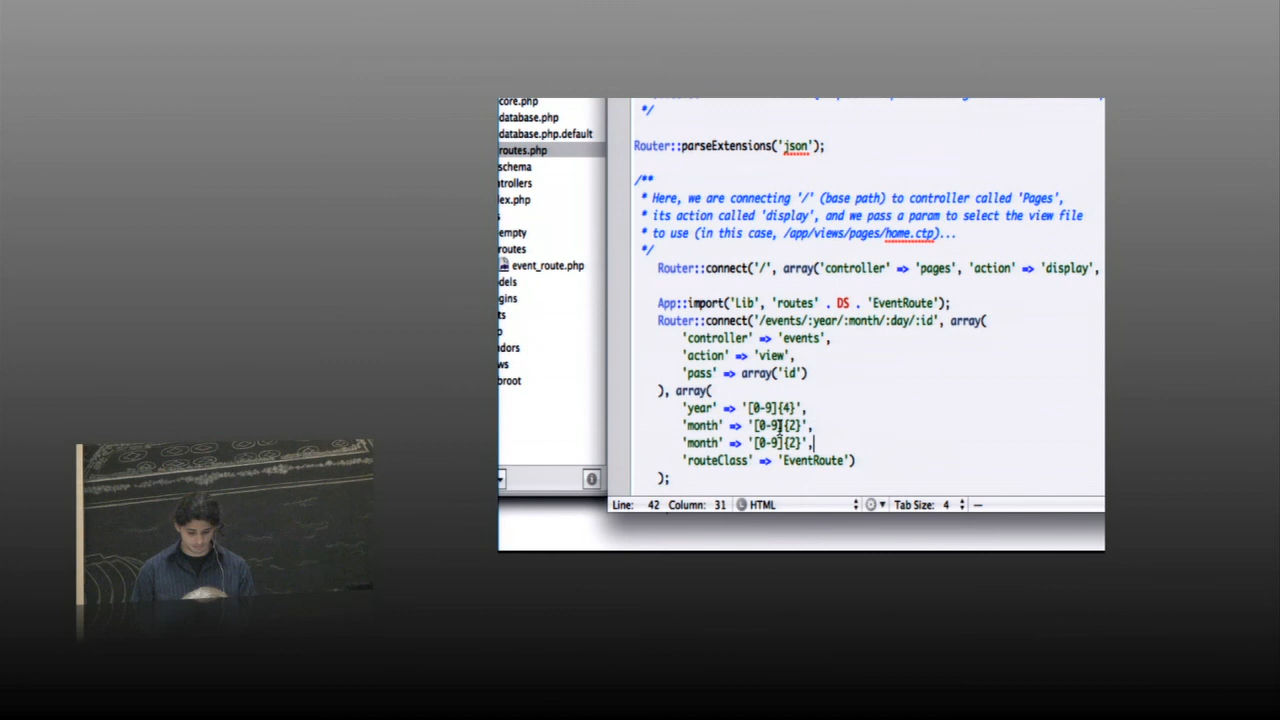 core.php
database.php
database.php.default
routes.php
schema
ntrollers
lex.php
s
empty
routes
event_route.php
dels
gins
ts
ndors
ws
broot
*/
Router::parseExtensions('json');
/**
* Here, we are connecting '/' (base path) to controller called 'Pages',
* its action called 'display', and we pass a param to select the view file
* to use (in this case, /app/views/pages/home.ctp)...
*/
Router::connect('/', array('controller' => 'pages', 'action' => 'display',
App::import('Lib', 'routes' . DS . 'EventRoute');
Router::connect('/events/:year/:month/:day/:id', array(
'controller' => 'events',
'action' => 'view',
'pass' => array('id')
), array(
'year' => '[0-9]{4}',
'month' => '[0-9]{2}',
'month' => '[0-9]{2}',
'routeClass' => 'EventRoute')
);
Line: 42 Column: 31 L HTML Tab Size: 4 —